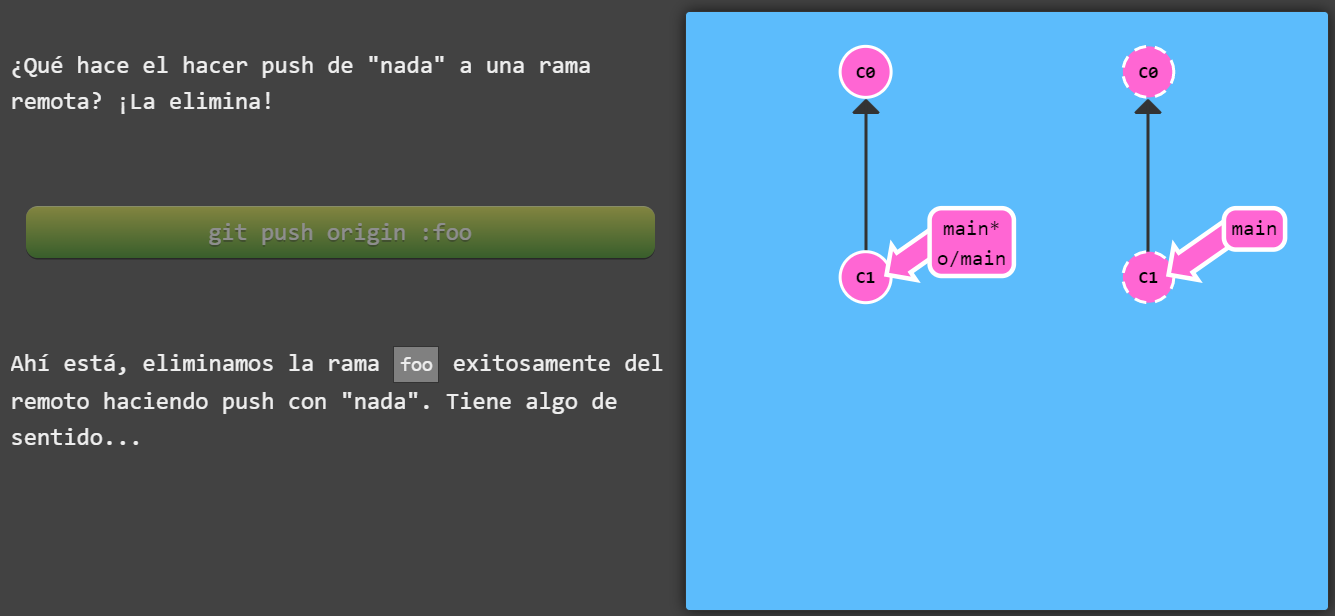 ¿Qué hace el hacer push de "nada" a una rama
remota? ¡La elimina!
git push origin :foo
Ahí está, eliminamos la rama foo exitosamente del
remoto haciendo push con "nada". Tiene algo de
sentido...
C0
C0
main*
o/main
main
C1
C1